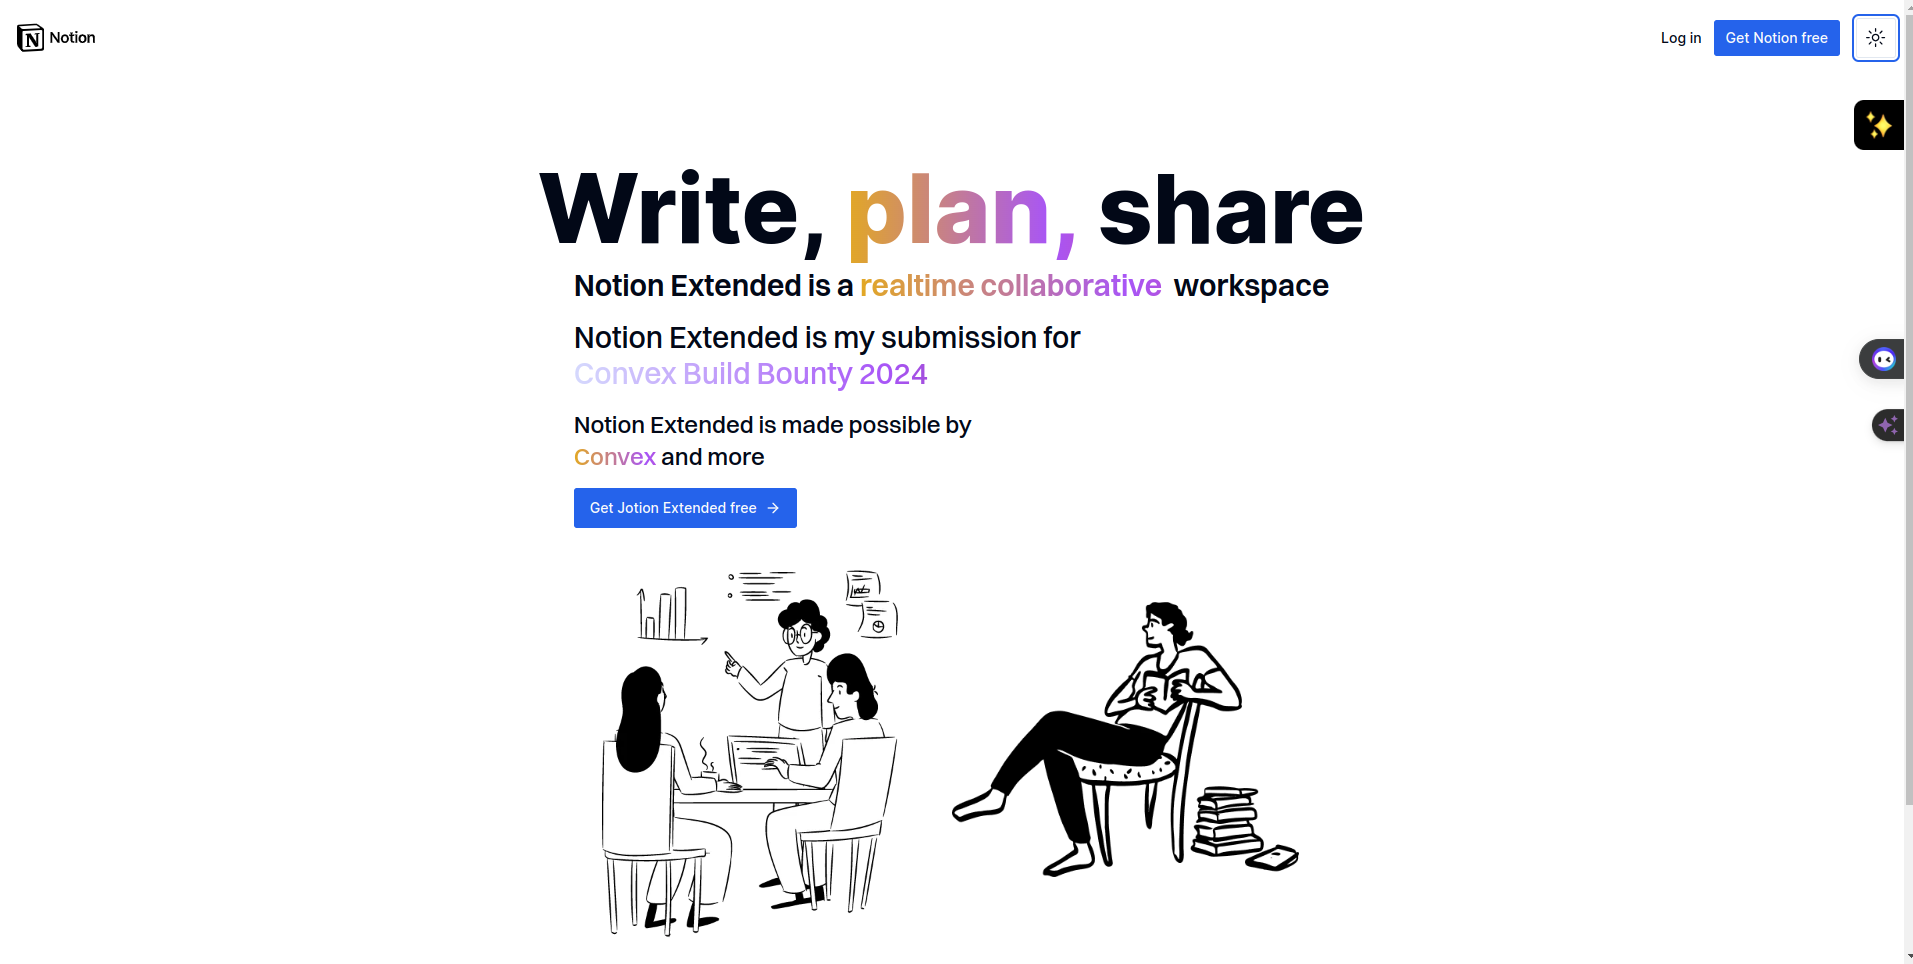 Notion
Log in
Get Notion free
Write, plan, share
Notion Extended is a realtime collaborative workspace
Notion Extended is my submission for
Convex Build Bounty 2024
Notion Extended is made possible by
Convex and more
Get Jotion Extended free